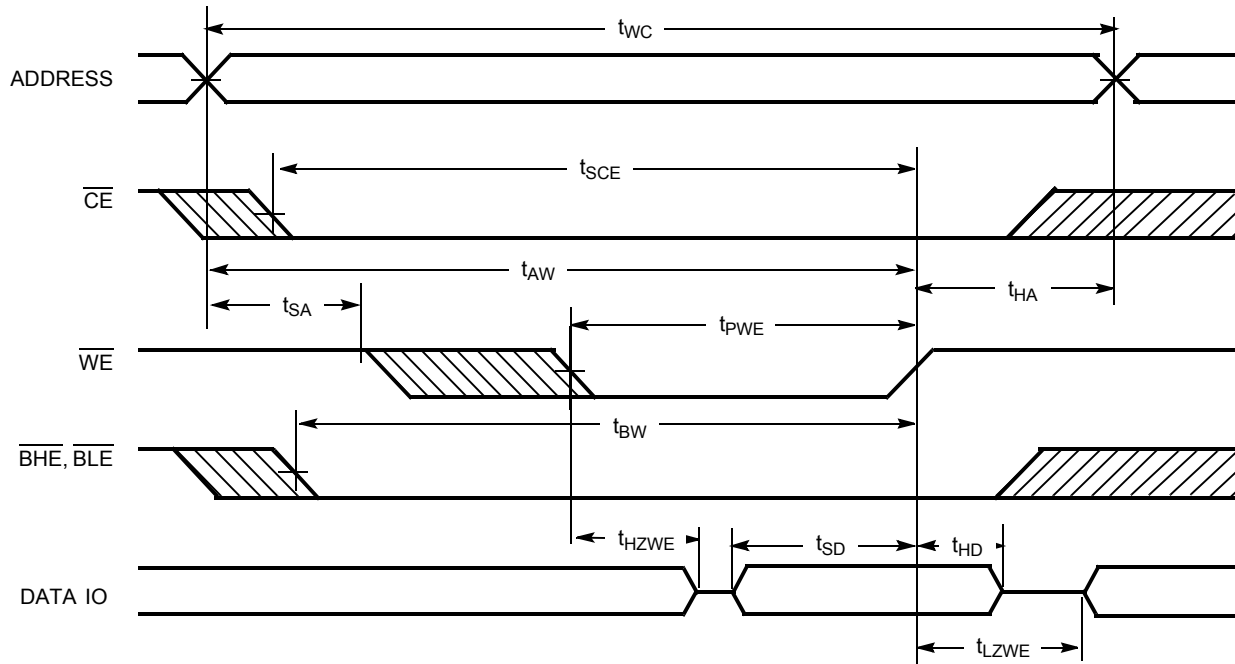 tWC
ADDRESS
tSCE
CE
tAW
tSA
tHA
tPWE
WE
tBW
BHE, BLE
tHZWE
tSD
tHD
DATA IO
tLZWE